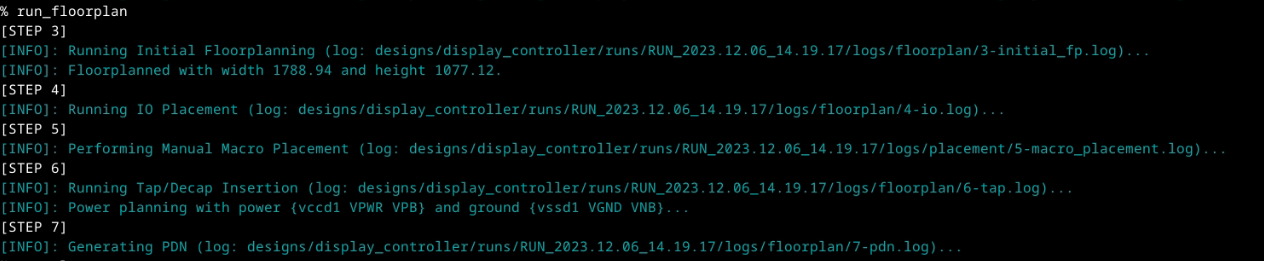 % run_floorplan
[STEP 3]
[INFO]: Running Initial Floorplanning (log: designs/display_controller/runs/RUN_2023.12.06_14.19.17/logs/floorplan/3-initial_fp.log)...
[INFO]: Floorplanned with width 1788.94 and height 1077.12.
[STEP 4]
[INFO]: Running IO Placement (log: designs/display_controller/runs/RUN_2023.12.06_14.19.17/logs/floorplan/4-io.log)...
[STEP 5]
[INFO]: Performing Manual Macro Placement (log: designs/display_controller/runs/RUN_2023.12.06_14.19.17/logs/placement/5-macro_placement.log)...
[STEP 6]
[INFO]: Running Tap/Decap Insertion (log: designs/display_controller/runs/RUN_2023.12.06_14.19.17/logs/floorplan/6-tap.log)...
[INFO]: Power planning with power {vccd1 VPWR VPB} and ground {vssd1 VGND VNB}...
[STEP 7]
[INFO]: Generating PDN (log: designs/display_controller/runs/RUN_2023.12.06_14.19.17/logs/floorplan/7-pdn.log)...